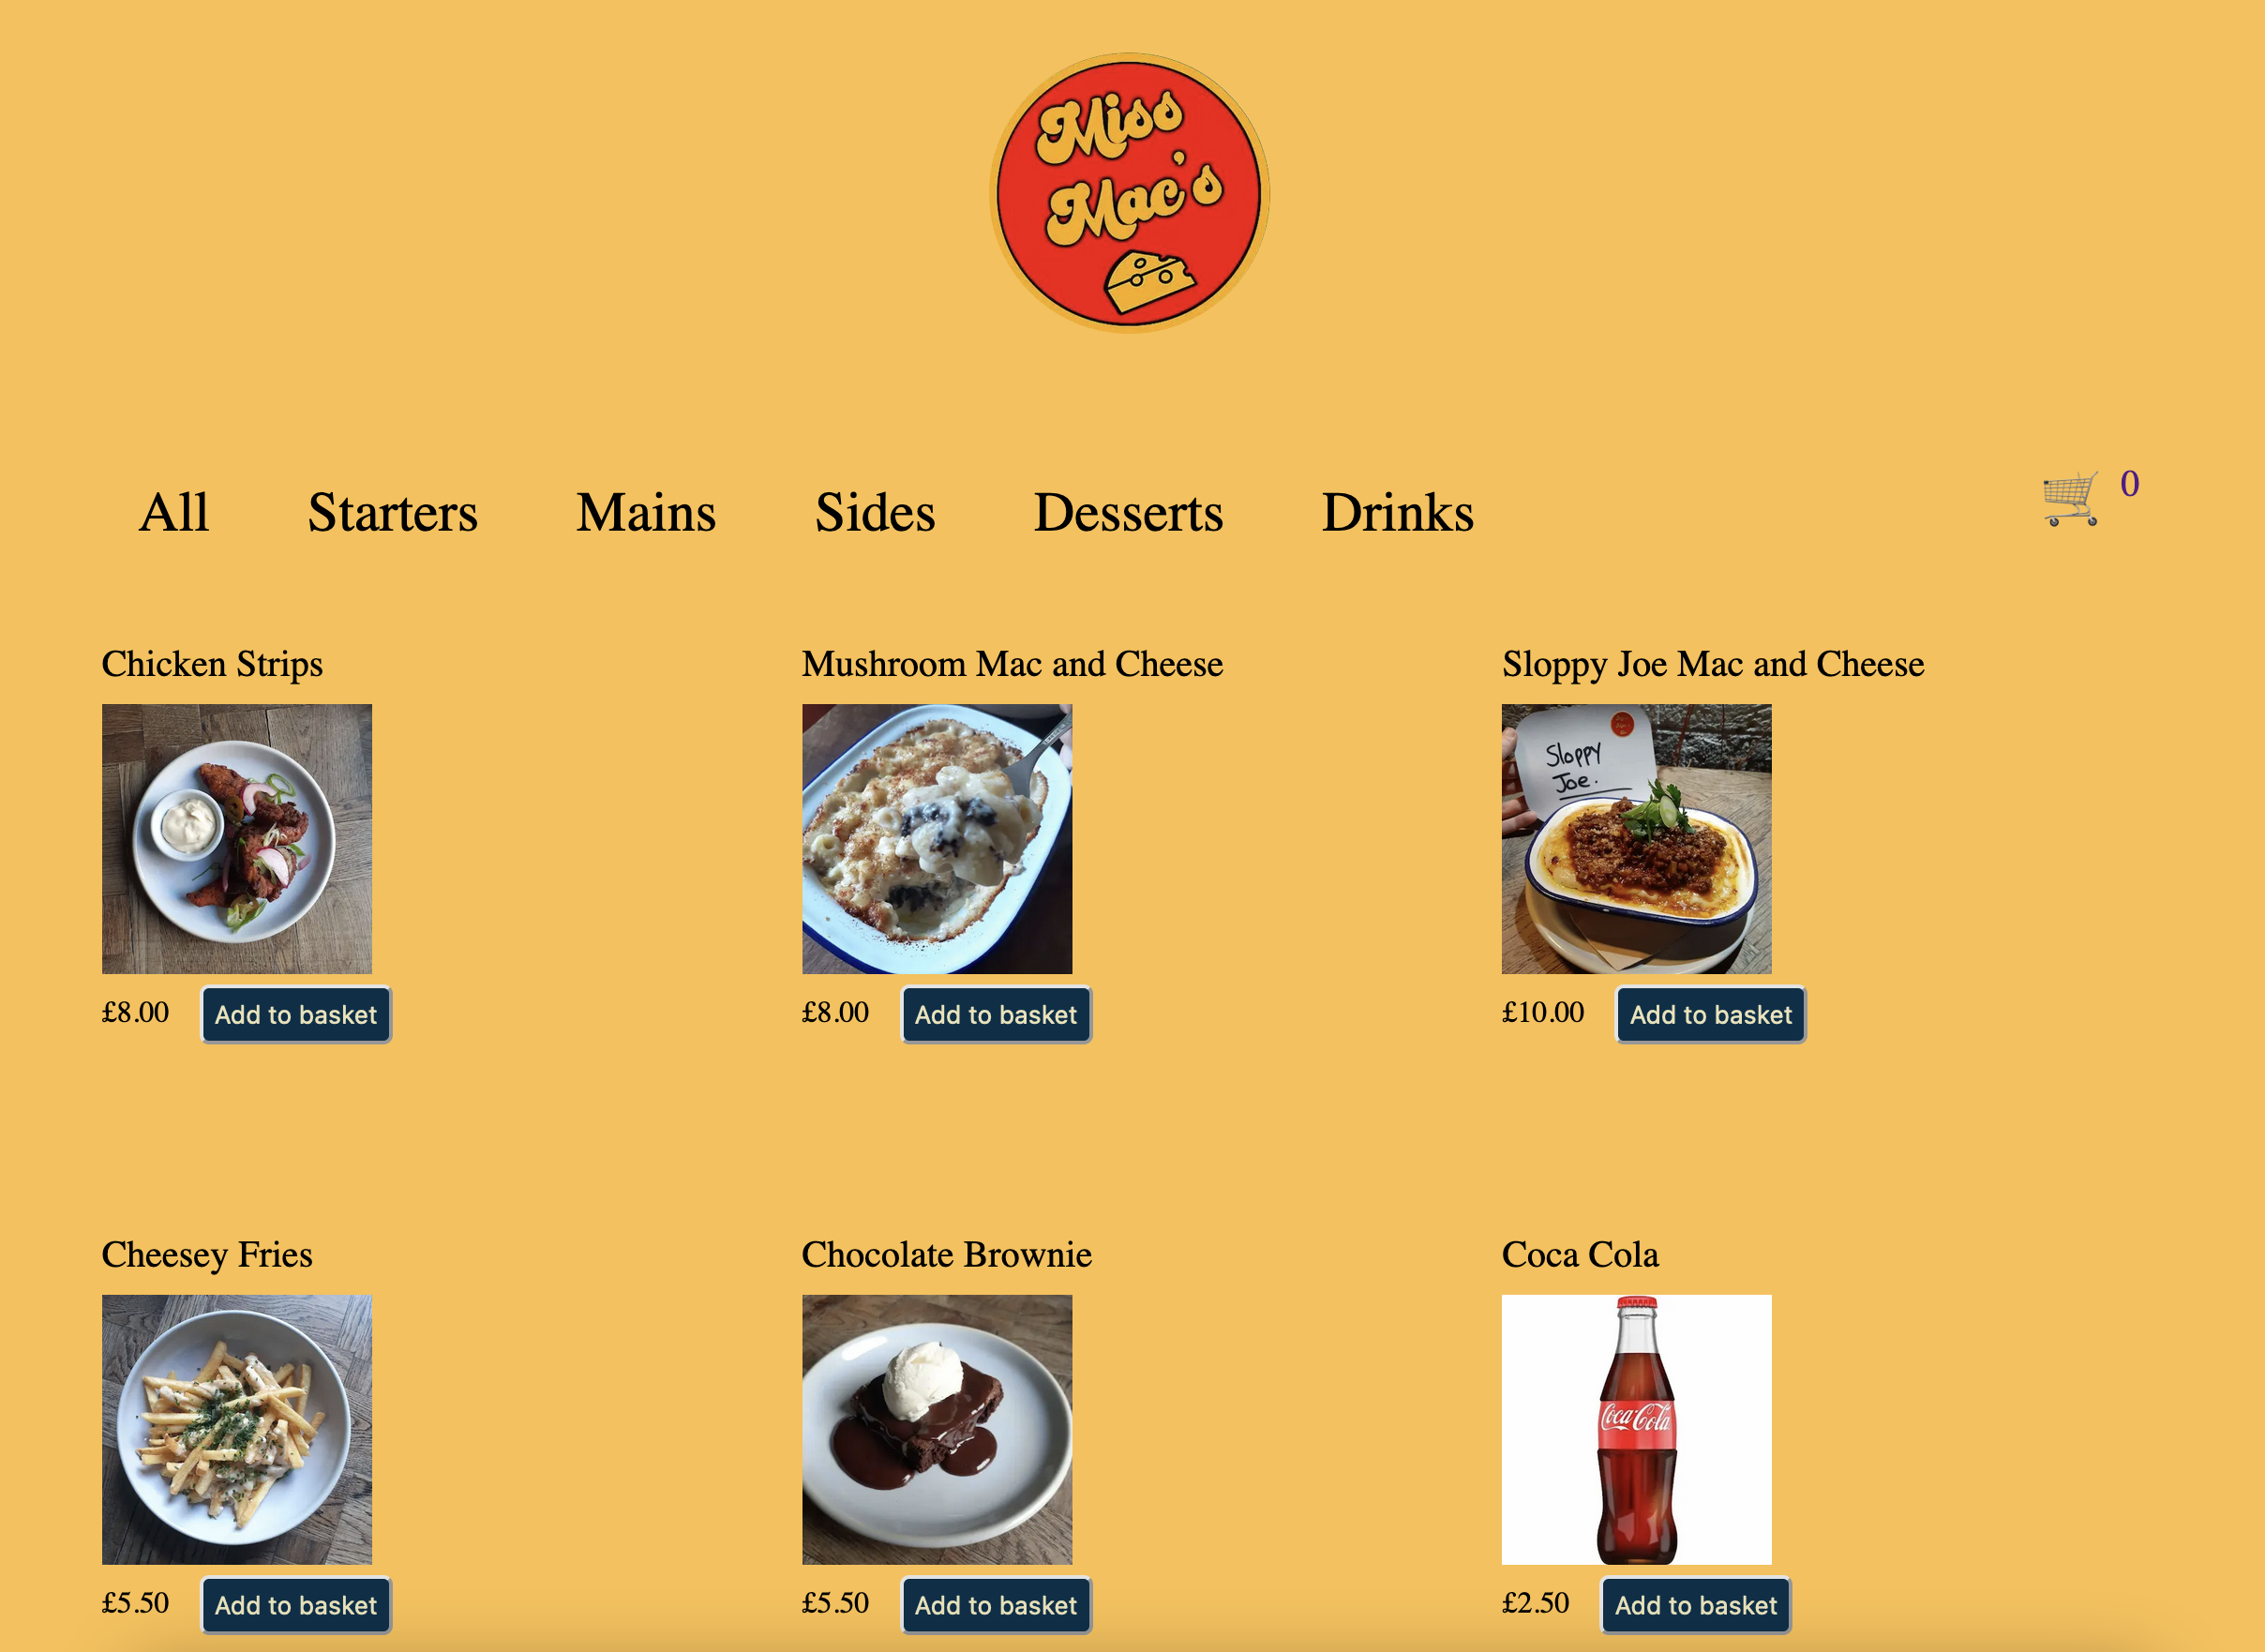 Miss
Mac's
All Starters Mains Sides Desserts Drinks 0
Chicken Strips Mushroom Mac and Cheese Sloppy Joe Mac and Cheese
Sloppy
Joe.
£8.00 Add to basket £8.00 Add to basket £10.00 Add to basket
Cheesey Fries Chocolate Brownie Coca Cola
Coca-Cola
£5.50 Add to basket £5.50 Add to basket £2.50 Add to basket